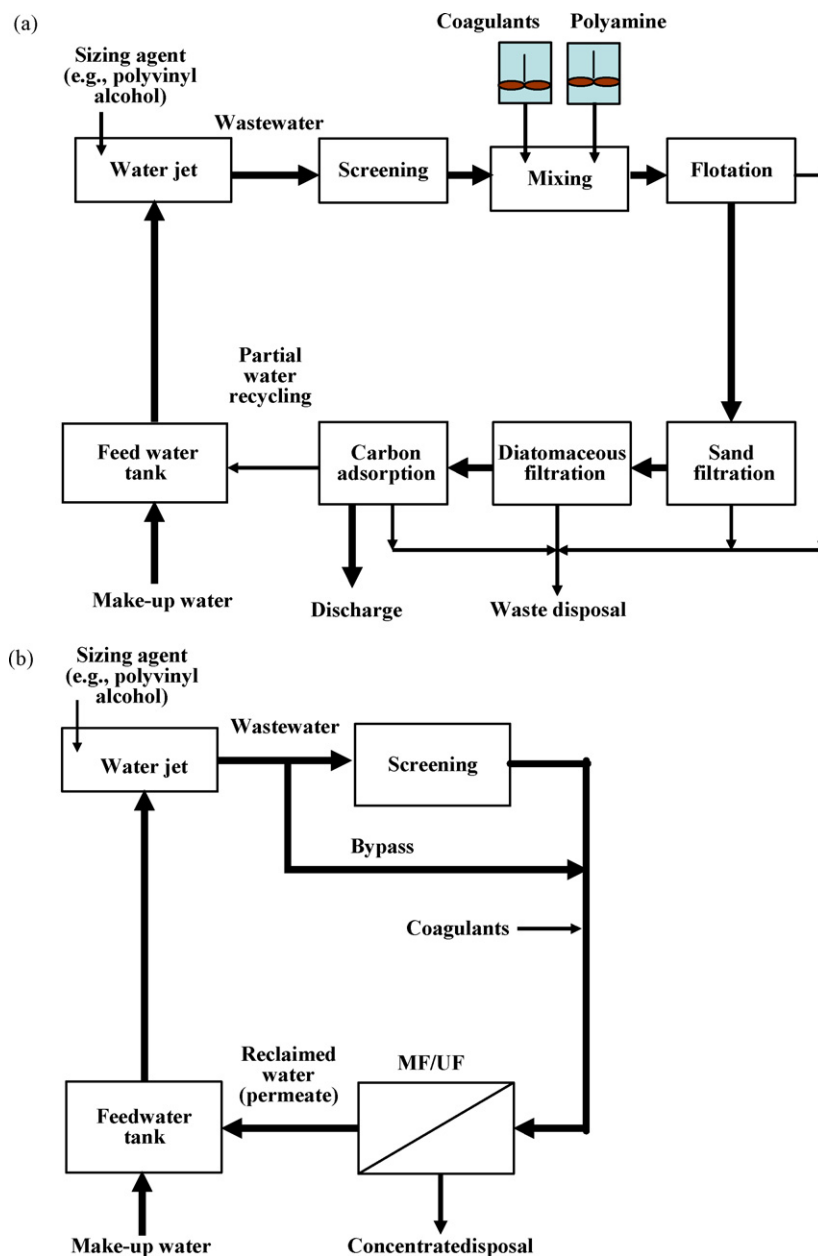 (a)
Coagulants
Polyamine
Sizing agent
(e.g., polyvinyl
alcohol)
Wastewater
Water jet
Screening
Mixing
Flotation
Partial
water
recycling
Feed water
tank
Carbon
adsorption
Diatomaceous
filtration
Sand
filtration
Make-up water
Discharge
Waste disposal
(b)
Sizing agent
(e.g., polyvinyl
alcohol)
Wastewater
Water jet
Screening
Bypass
Coagulants
Reclaimed
water
(permeate)
MF/UF
Feedwater
tank
Make-up water
Concentratedisposal